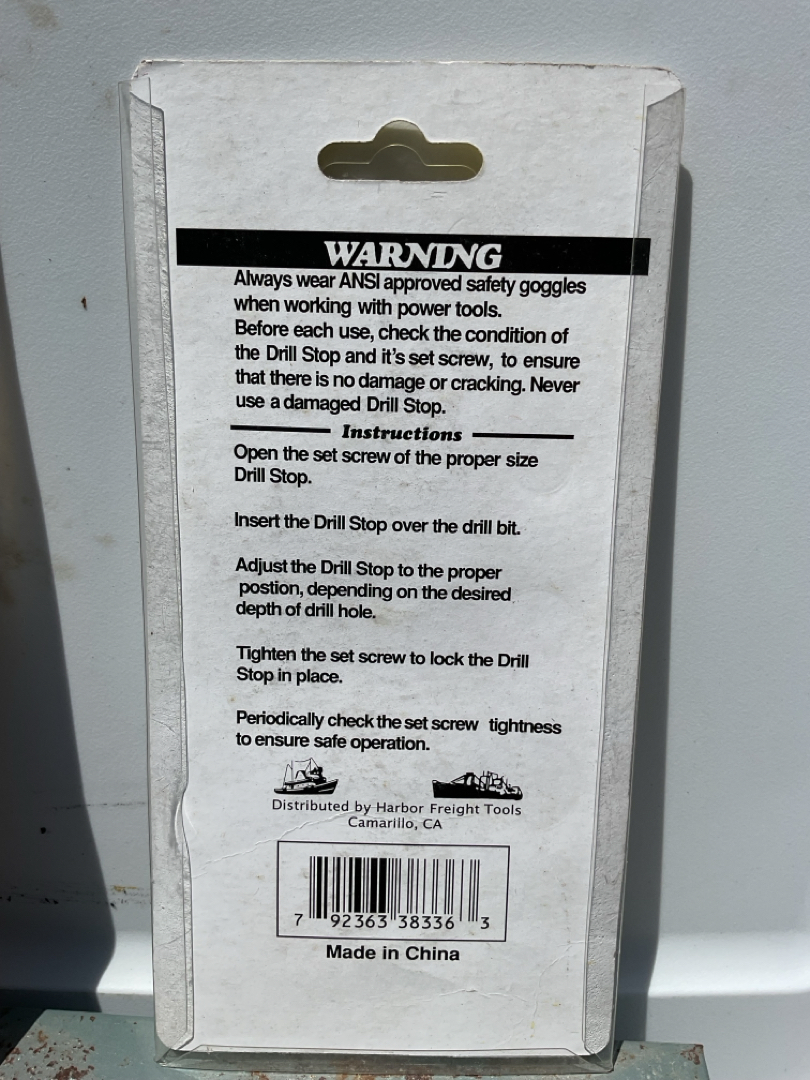 WARNING
Always wear ANSI approved safety goggles
when working with power tools.
Before each use, check the condition of
the Drill Stop and it's set screw, to ensure
that there is no damage or cracking. Never
use a damaged Drill Stop.
Instructions
Open the set screw of the proper size
Drill Stop.
Insert the Drill Stop over the drill bit.
Adjust the Drill Stop to the proper
postion, depending on the desired
depth of drill hole.
Tighten the set screw to lock the Drill
Stop in place.
Periodically check the set screw tightness
to ensure safe operation.
Distributed by Harbor Freight Tools
Camarillo, CA
7 92363 38336 3
Made in China